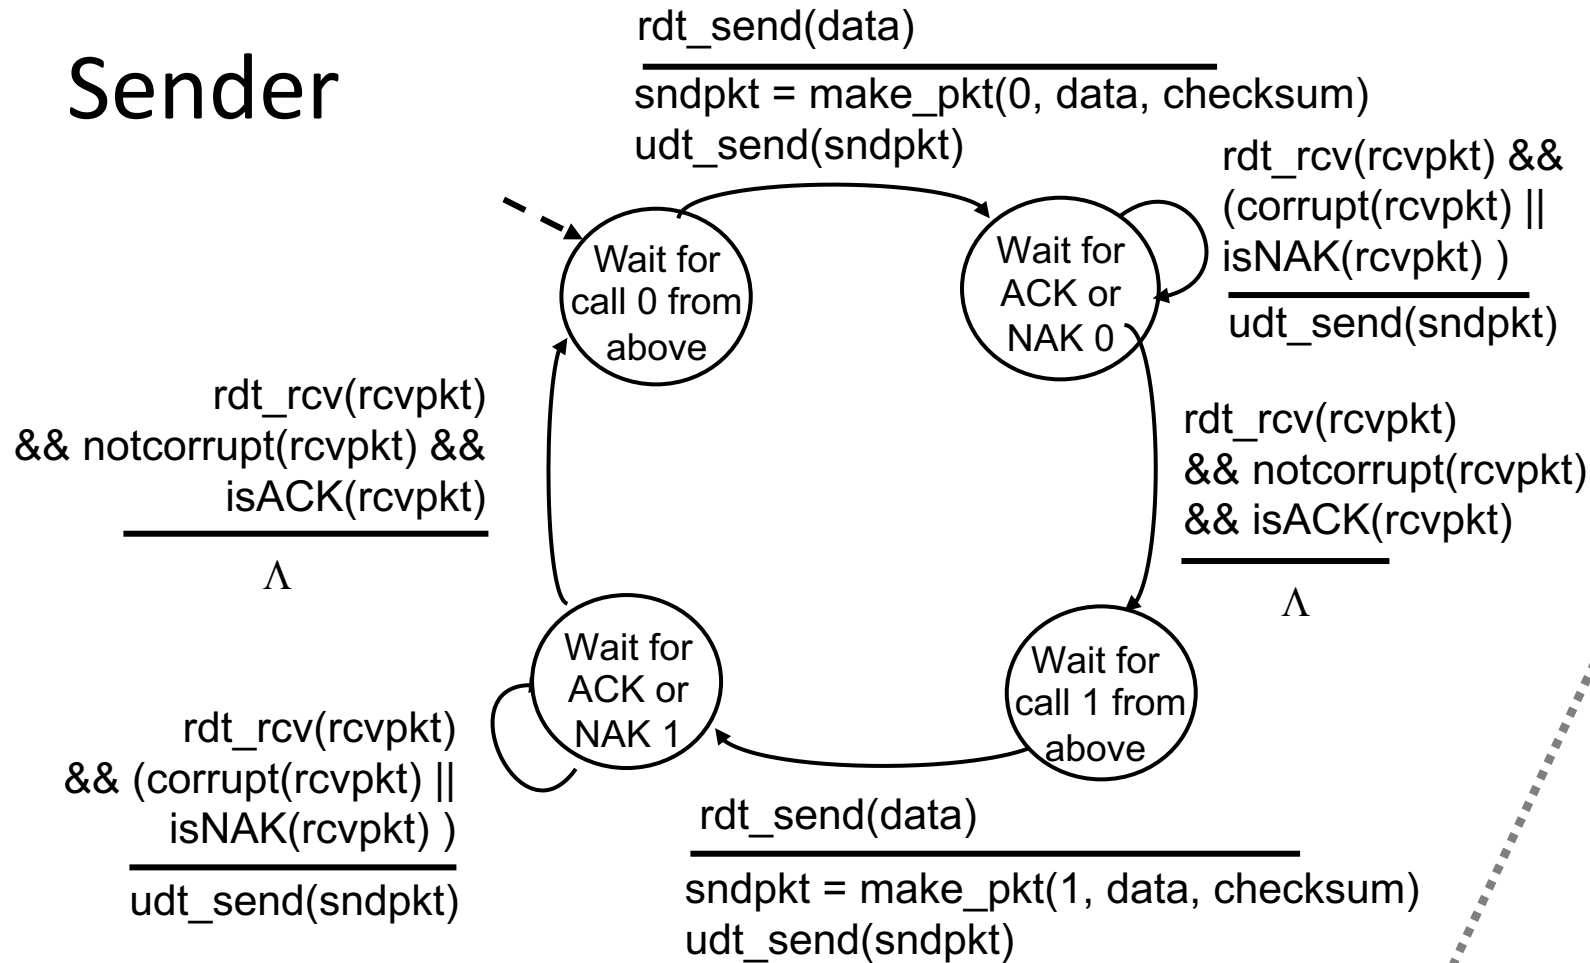 Sender
rdt_send(data)
sndpkt = make_pkt(0, data, checksum)
udt_send(sndpkt)
Wait for
call 0 from
above
Wait for
ACK or
NAK 0
rdt_rcv(rcvpkt) &&
(corrupt(rcvpkt) ||
isNAK(rcvpkt) )
udt_send(sndpkt)
rdt_rcv(rcvpkt)
&& notcorrupt(rcvpkt) &&
isACK(rcvpkt)
Λ
rdt_rcv(rcvpkt)
&& notcorrupt(rcvpkt)
&& isACK(rcvpkt)
Λ
Wait for
ACK or
NAK 1
Wait for
call 1 from
above
rdt_rcv(rcvpkt)
&& (corrupt(rcvpkt) ||
isNAK(rcvpkt) )
udt_send(sndpkt)
rdt_send(data)
sndpkt = make_pkt(1, data, checksum)
udt_send(sndpkt)